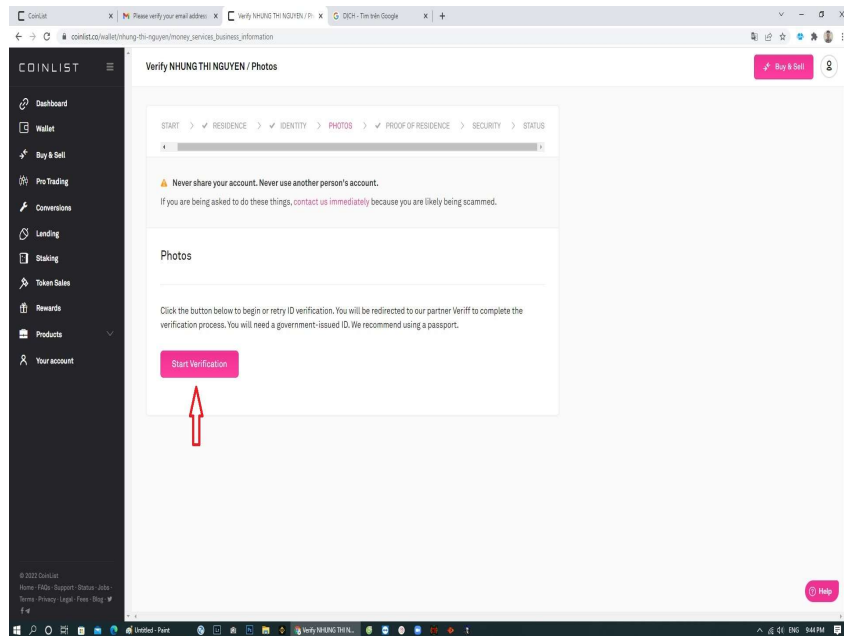 CoinList
Please verify your email address
Verify NHUNG THI NGUYEN / Ph
DỊCH - Tìm trên Google
coinlist.co/wallet/nhung-thi-nguyen/money_services_business_information
COINLIST
Verify NHUNG THI NGUYEN / Photos
Buy & Sell
Dashboard
Wallet
Buy & Sell
Pro Trading
Conversions
Lending
Staking
Token Sales
Rewards
Products
Your account
START > ✔ RESIDENCE > ✔ IDENTITY > PHOTOS > ✔ PROOF OF RESIDENCE > SECURITY > STATUS
Never share your account. Never use another person's account.
If you are being asked to do these things, contact us immediately because you are likely being scammed.
Photos
Click the button below to begin or retry ID verification. You will be redirected to our partner Veriff to complete the
verification process. You will need a government-issued ID. We recommend using a passport.
Start Verification
© 2022 CoinList
Home · FAQs · Support · Status · Jobs ·
Terms · Privacy · Legal · Fees · Blog ·
Help
Untitled - Paint
Verify NHUNG THI N...
ENG
9:44 PM